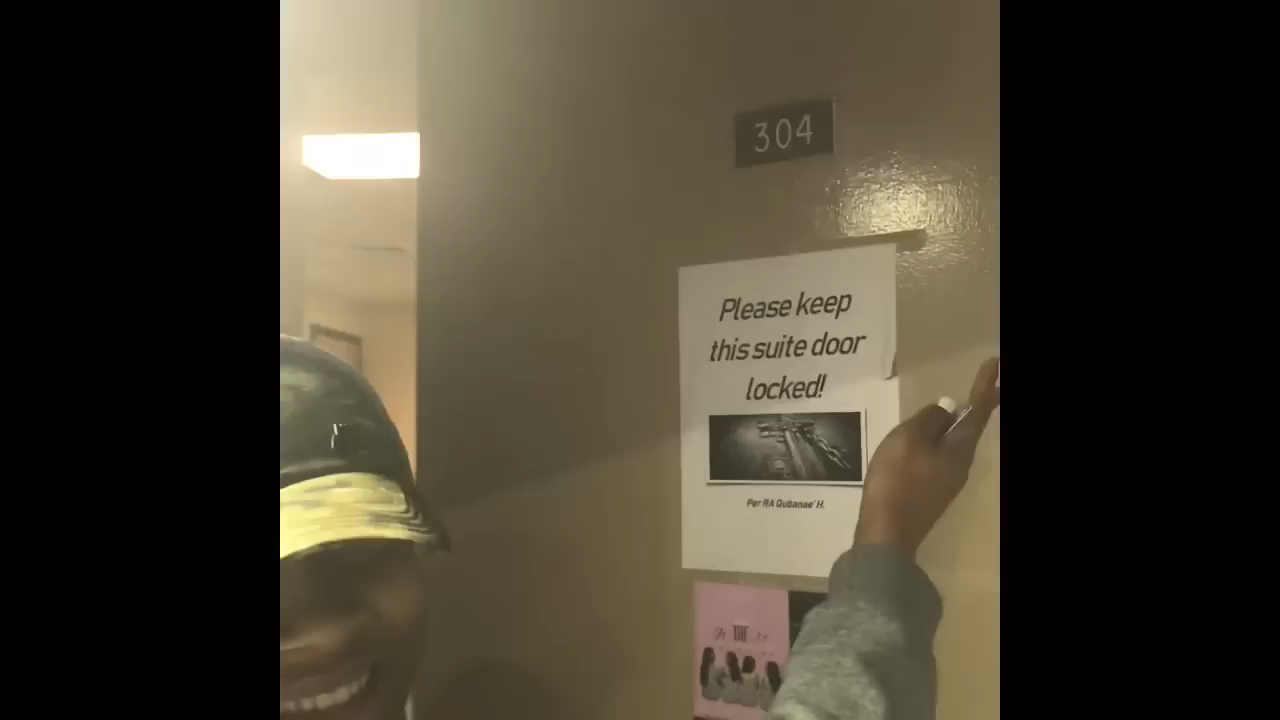 304
Please keep
this suite door
locked!
Per RA Qubanae' H.